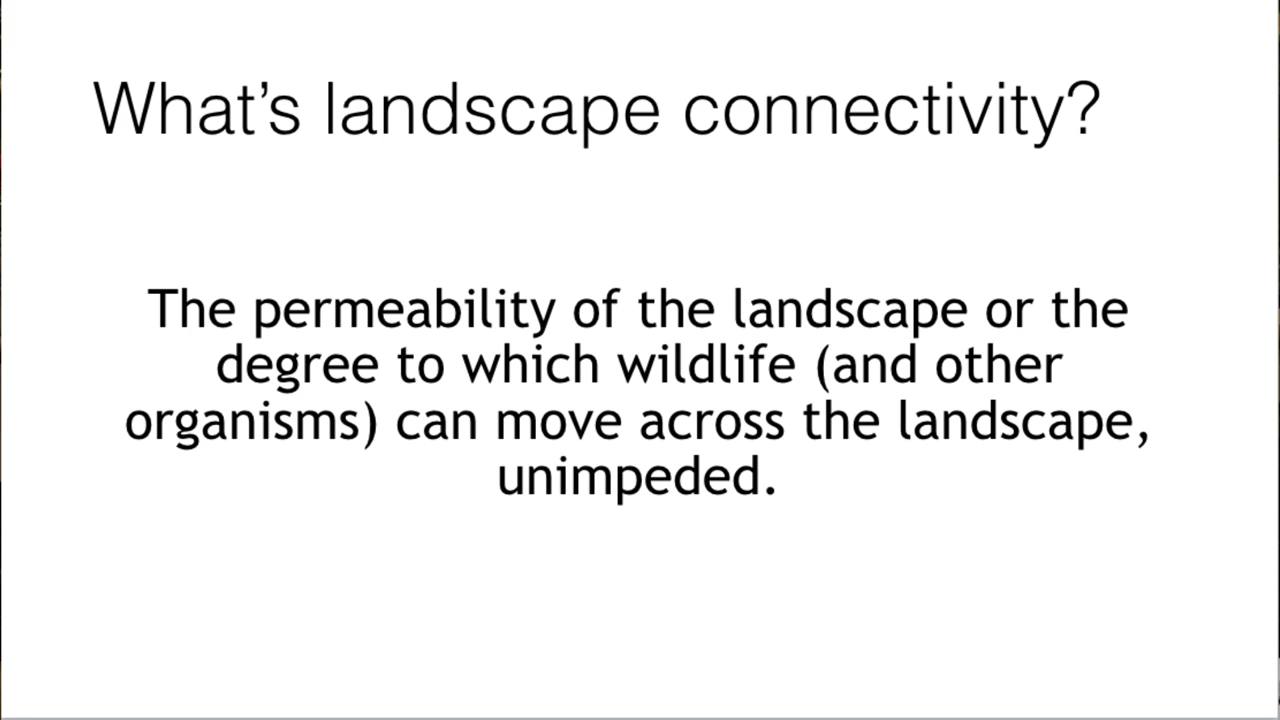 What’s landscape connectivity?
The permeability of the landscape or the
degree to which wildlife (and other
organisms) can move across the landscape,
unimpeded.